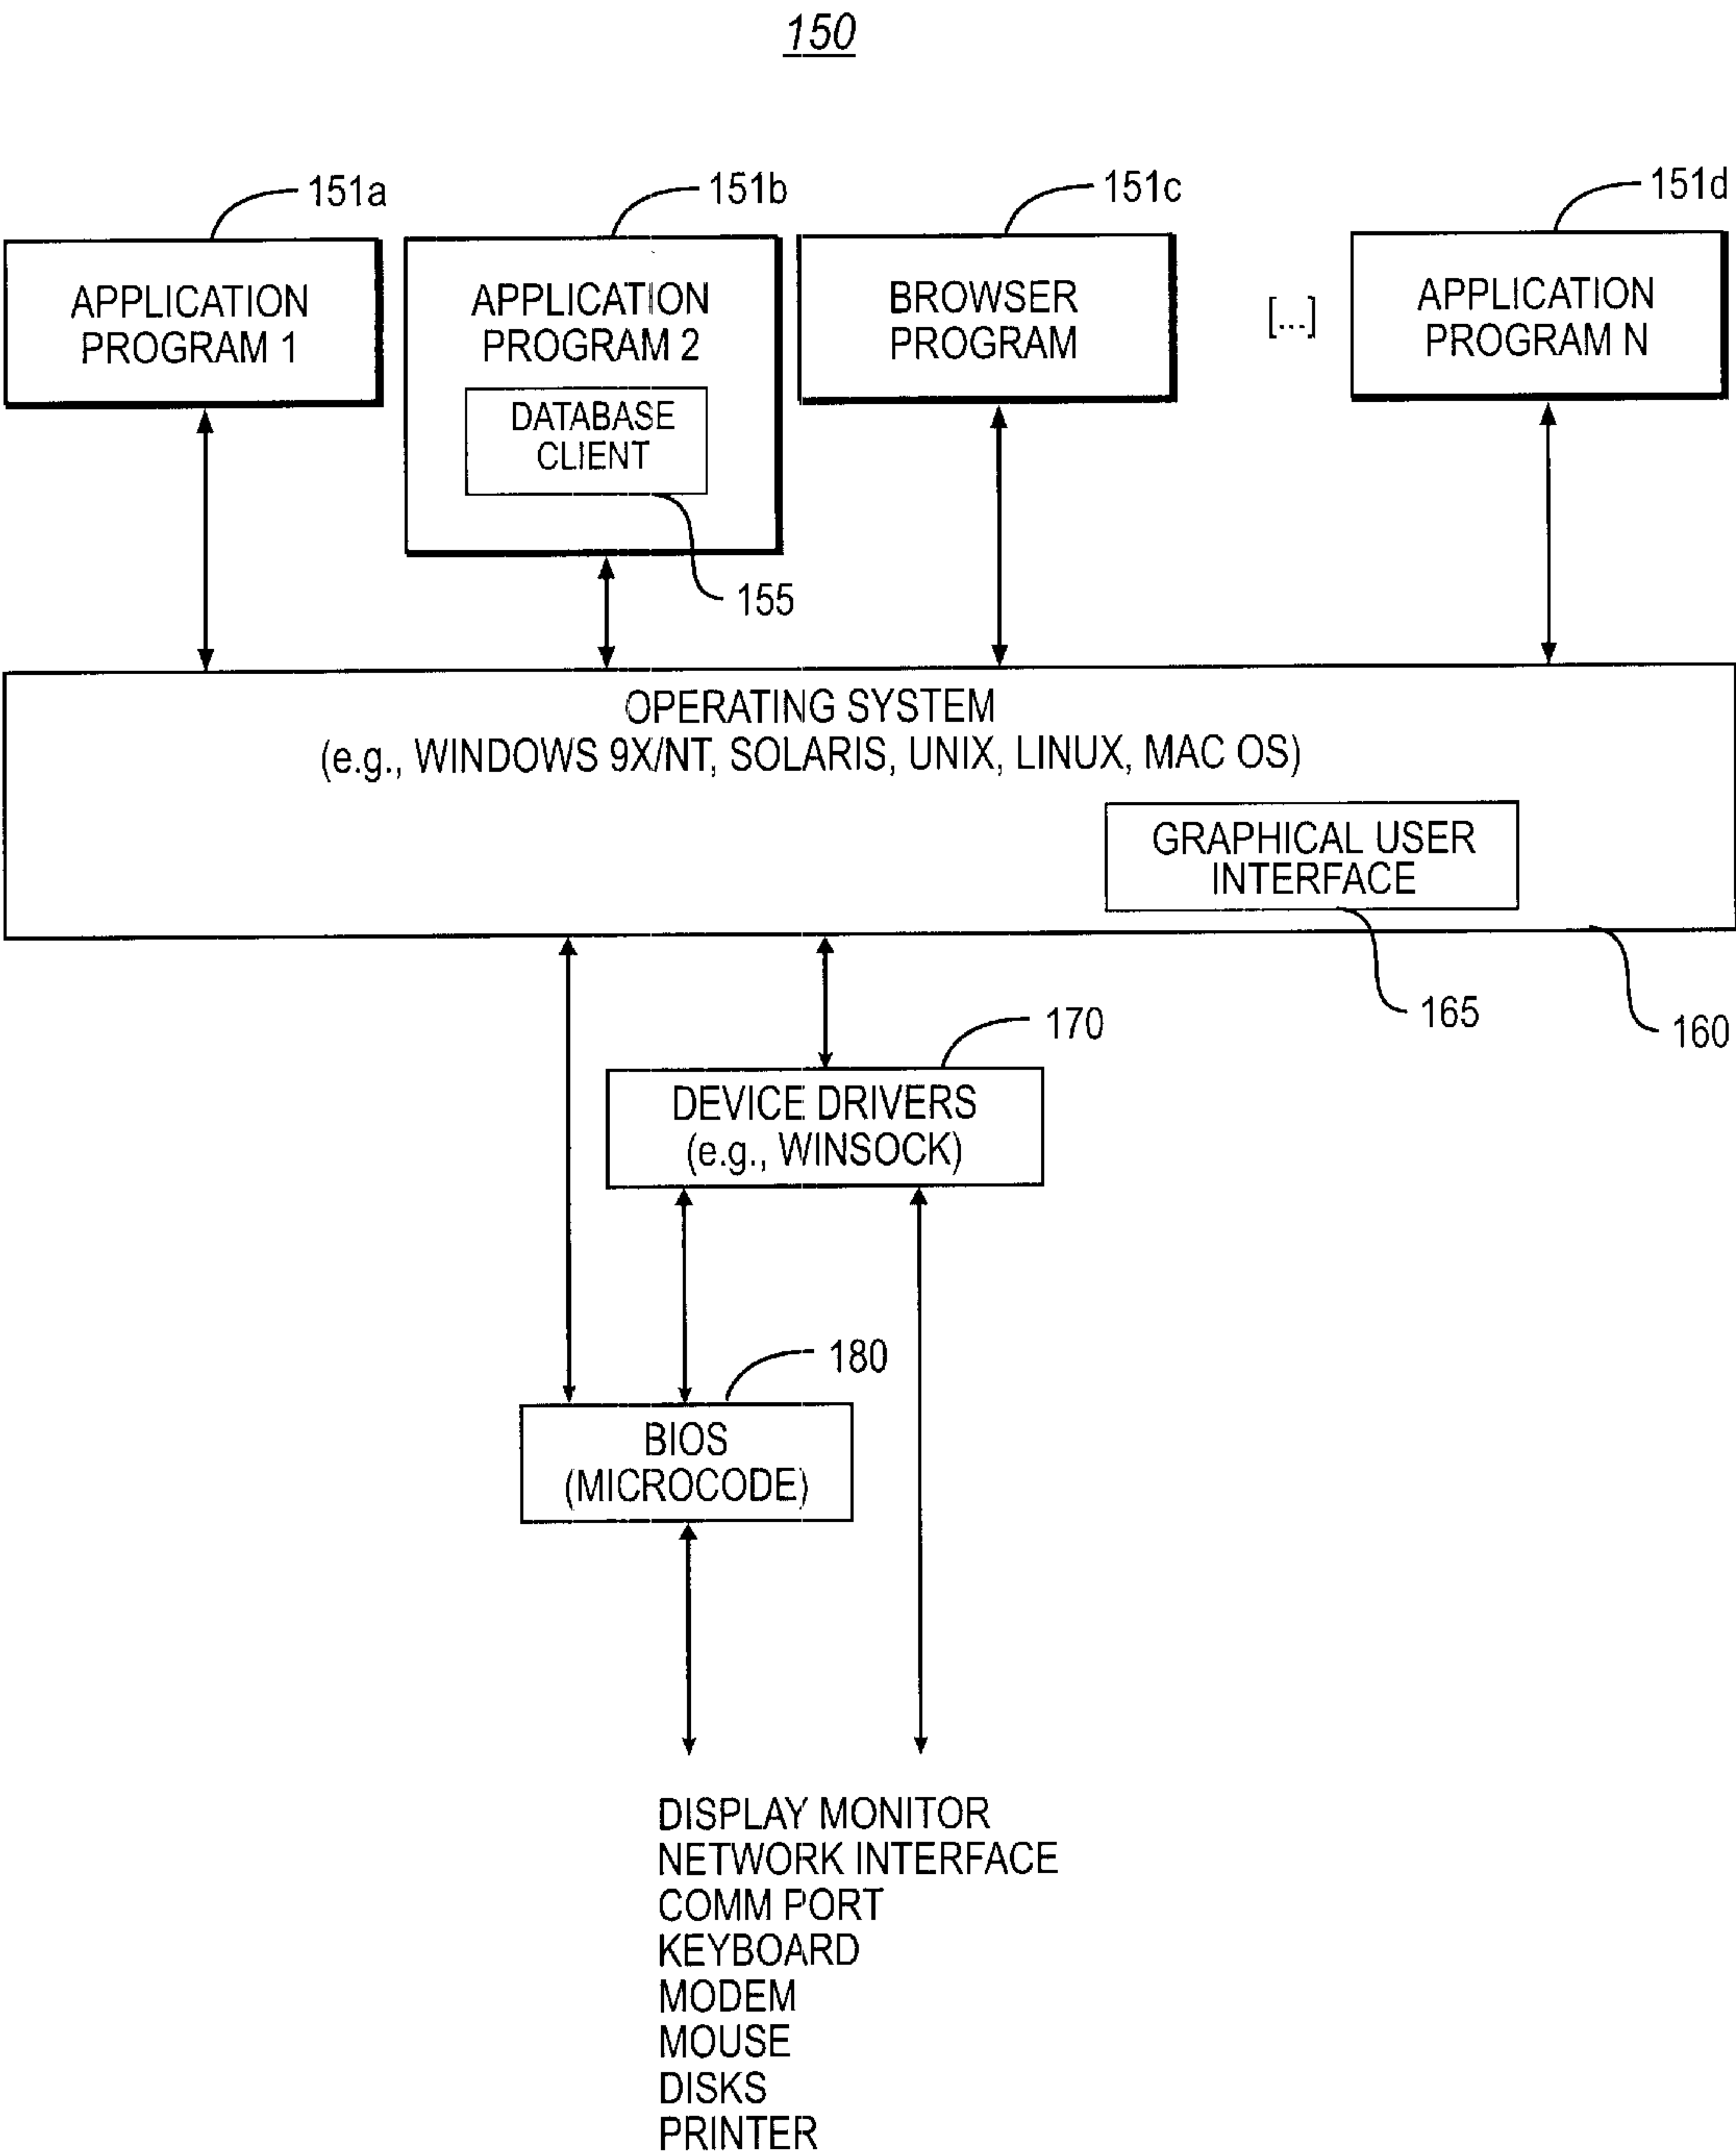 150
151a
151b
151c
151d
APPLICATION
PROGRAM 1
APPLICATION
PROGRAM 2
DATABASE
CLIENT
BROWSER
PROGRAM
[...]
APPLICATION
PROGRAM N
155
OPERATING SYSTEM
(e.g., WINDOWS 9X/NT, SOLARIS, UNIX, LINUX, MAC OS)
GRAPHICAL USER
INTERFACE
165
160
170
DEVICE DRIVERS
(e.g., WINSOCK)
180
BIOS
(MICROCODE)
DISPLAY MONITOR
NETWORK INTERFACE
COMM PORT
KEYBOARD
MODEM
MOUSE
DISKS
PRINTER